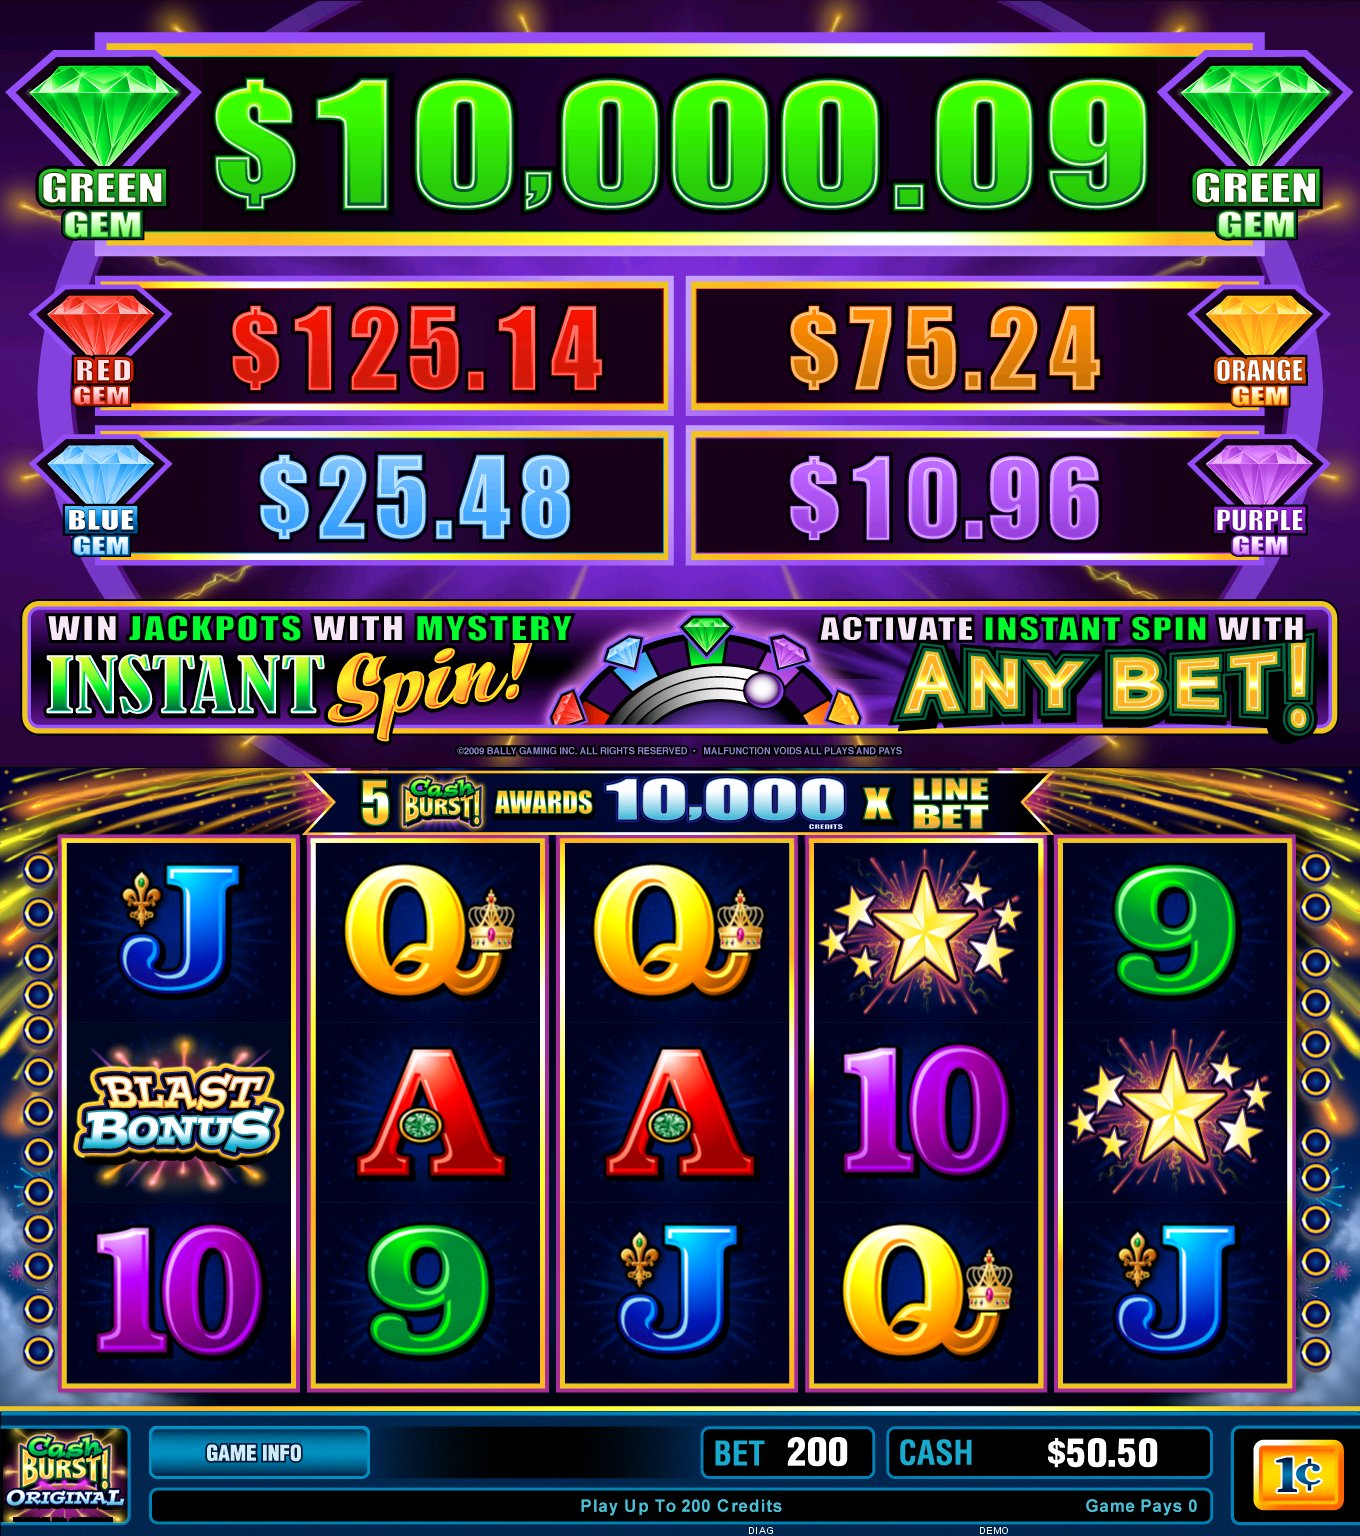 $10,000.09
GREEN GEM
GREEN GEM
$125.14
RED GEM
$75.24
ORANGE GEM
$25.48
BLUE GEM
$10.96
PURPLE GEM
WIN JACKPOTS WITH MYSTERY
INSTANT Spin!
ACTIVATE INSTANT SPIN WITH
ANY BET!
©2009 BALLY GAMING INC. ALL RIGHTS RESERVED • MALFUNCTION VOIDS ALL PLAYS AND PAYS
5 Cash BURST! AWARDS 10,000 CREDITS X LINE BET
J Q Q 9
BLAST BONUS A A 10
10 9 J Q J
Cash BURST! ORIGINAL
GAME INFO
BET 200
CASH $50.50
1¢
Play Up To 200 Credits
Game Pays 0
DIAG
DEMO